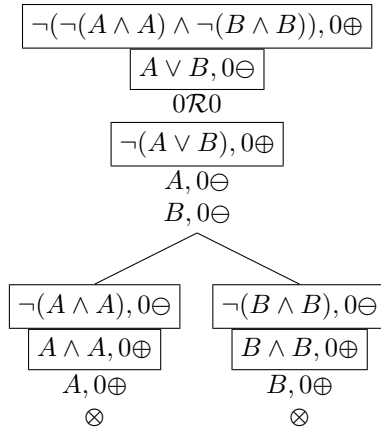 ¬(¬(A ∧ A) ∧ ¬(B ∧ B)), 0⊕
A ∨ B, 0⊖
0ℛ0
¬(A ∨ B), 0⊕
A, 0⊖
B, 0⊖
¬(A ∧ A), 0⊖ ¬(B ∧ B), 0⊖
A ∧ A, 0⊕ B ∧ B, 0⊕
A, 0⊕ B, 0⊕
⊗ ⊗